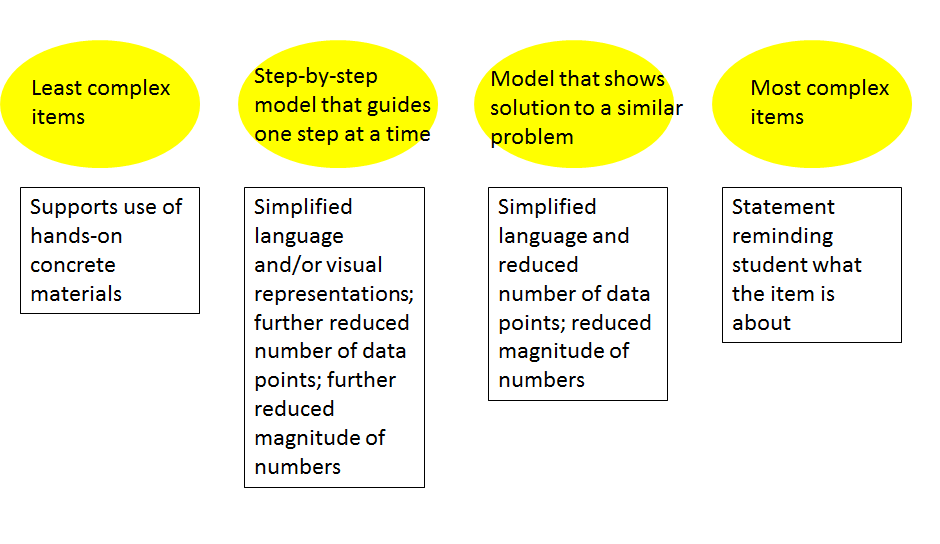 Least complex
items
Step-by-step
model that guides
one step at a time
Model that shows
solution to a similar
problem
Most complex
items
Supports use of
hands-on
concrete
materials
Simplified
language
and/or visual
representations;
further reduced
number of data
points; further
reduced
magnitude of
numbers
Simplified
language and
reduced
number of data
points; reduced
magnitude of
numbers
Statement
reminding
student what
the item is
about